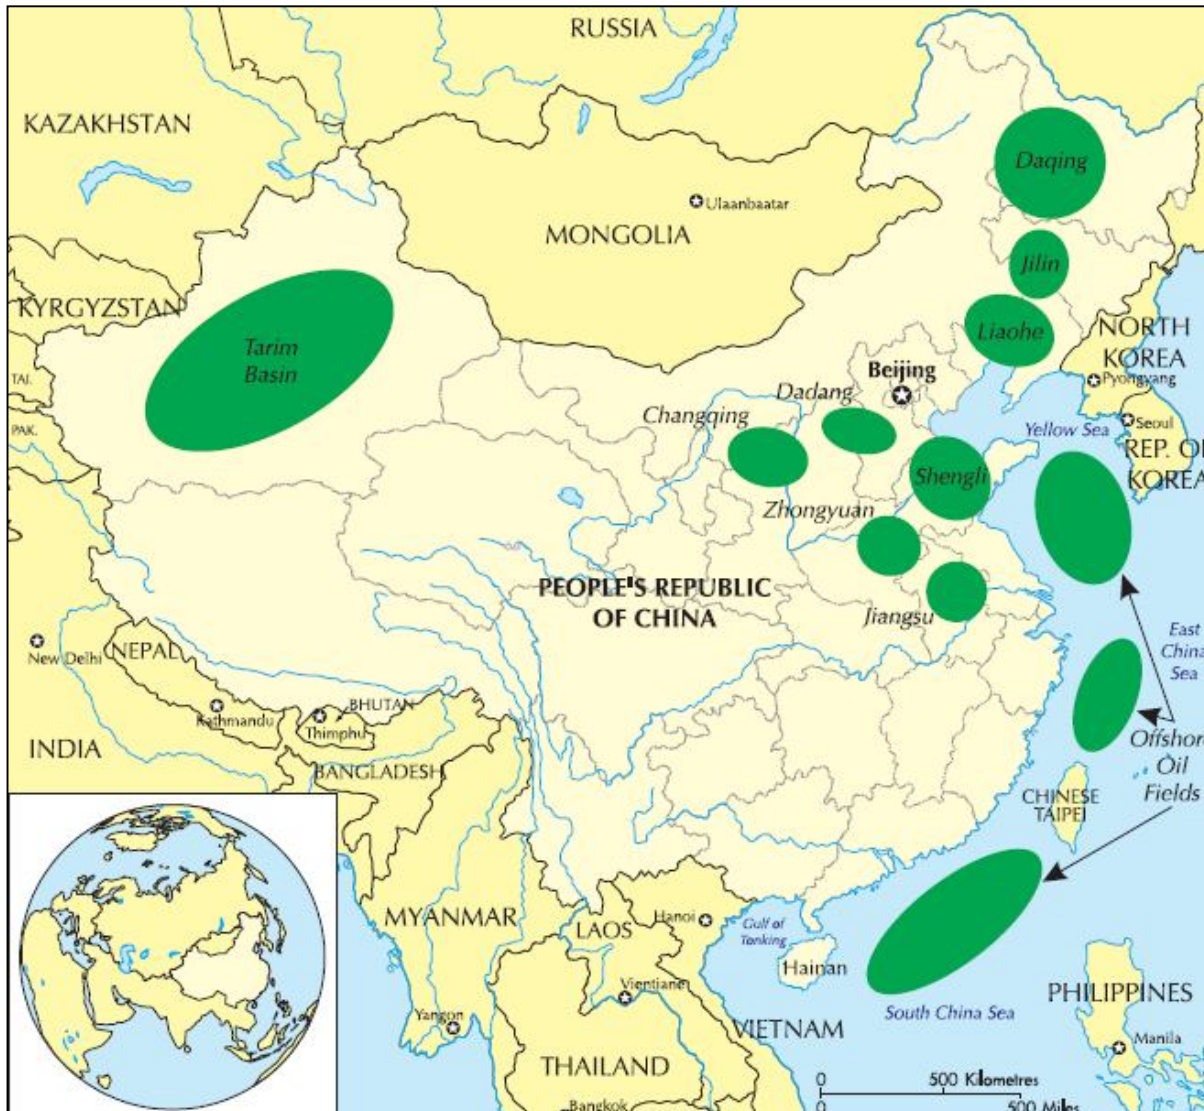 RUSSIA
KAZAKHSTAN
Daqing
Ulaanbaatar
MONGOLIA
Jilin
KYRGYZSTAN
Liaohe
NORTH
KOREA
Tarim
Basin
Beijing
TAJ.
Pyongyang
Dadang
Changqing
PAK.
Yellow Sea
Seoul
REP. OF
KOREA
Shengli
Zhongyuan
PEOPLE'S REPUBLIC
OF CHINA
Jiangsu
East
China
Sea
New Delhi
NEPAL
BHUTAN
Kathmandu
Thimphu
INDIA
Offshore
Oil
Fields
BANGLADESH
CHINESE
TAIPEI
MYANMAR
LAOS
Hanoi
Gulf of
Tonking
Hainan
Vientiane
PHILIPPINES
South China Sea
Yangon
VIETNAM
Manila
THAILAND
0 500 Kilometres
0 500 Miles
Bangkok